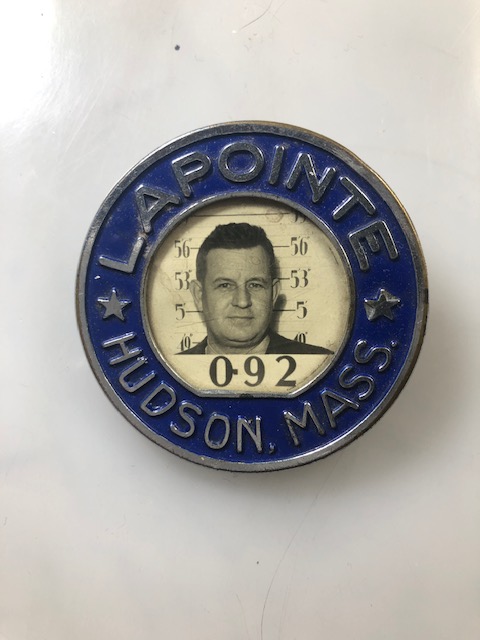 LAPOINTE
56 56
53 53
5 5
0-92
HUDSON, MASS.